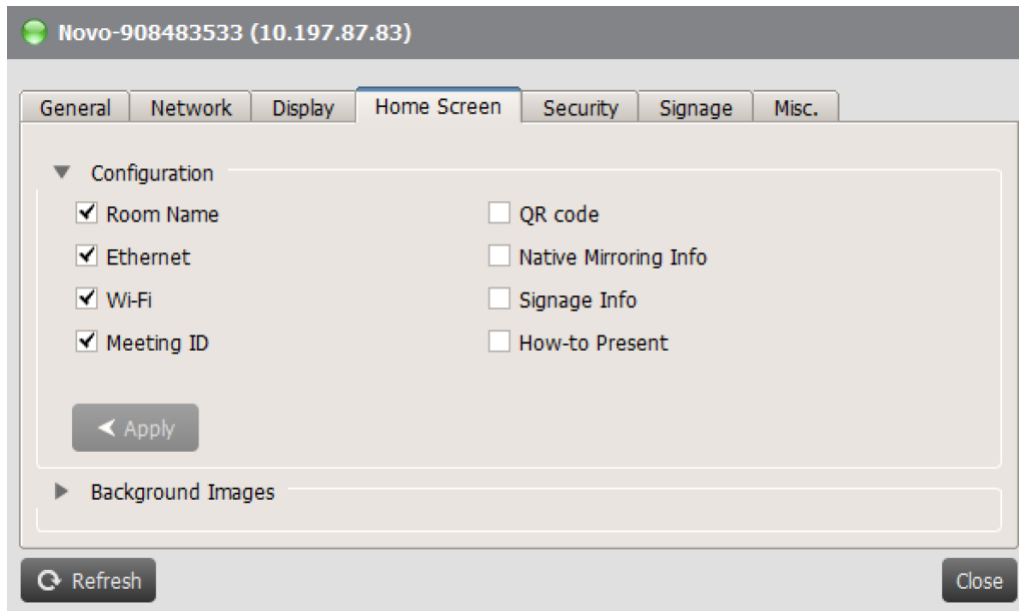 Novo-908483533 (10.197.87.83)
General Network Display Home Screen Security Signage Misc.
Configuration
Room Name QR code
Ethernet Native Mirroring Info
Wi-Fi Signage Info
Meeting ID How-to Present
Apply
Background Images
Refresh Close